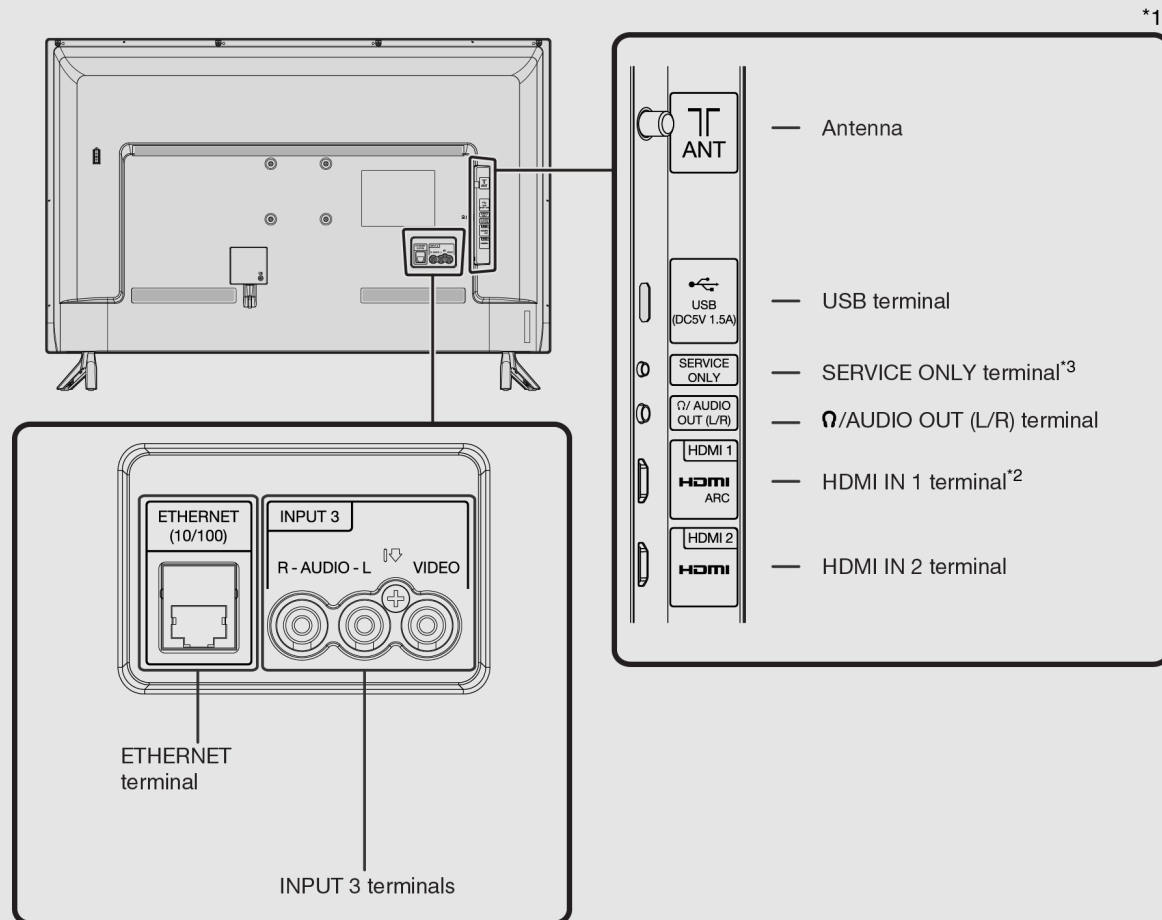 *1
ANT
Antenna
USB
(DC5V 1.5A)
USB terminal
SERVICE
ONLY
SERVICE ONLY terminal*3
Ω/ AUDIO
OUT (L/R)
Ω/AUDIO OUT (L/R) terminal
HDMI 1
HDMI
ARC
HDMI IN 1 terminal*2
HDMI 2
HDMI
HDMI IN 2 terminal
ETHERNET
(10/100)
INPUT 3
R - AUDIO - L
VIDEO
ETHERNET
terminal
INPUT 3 terminals